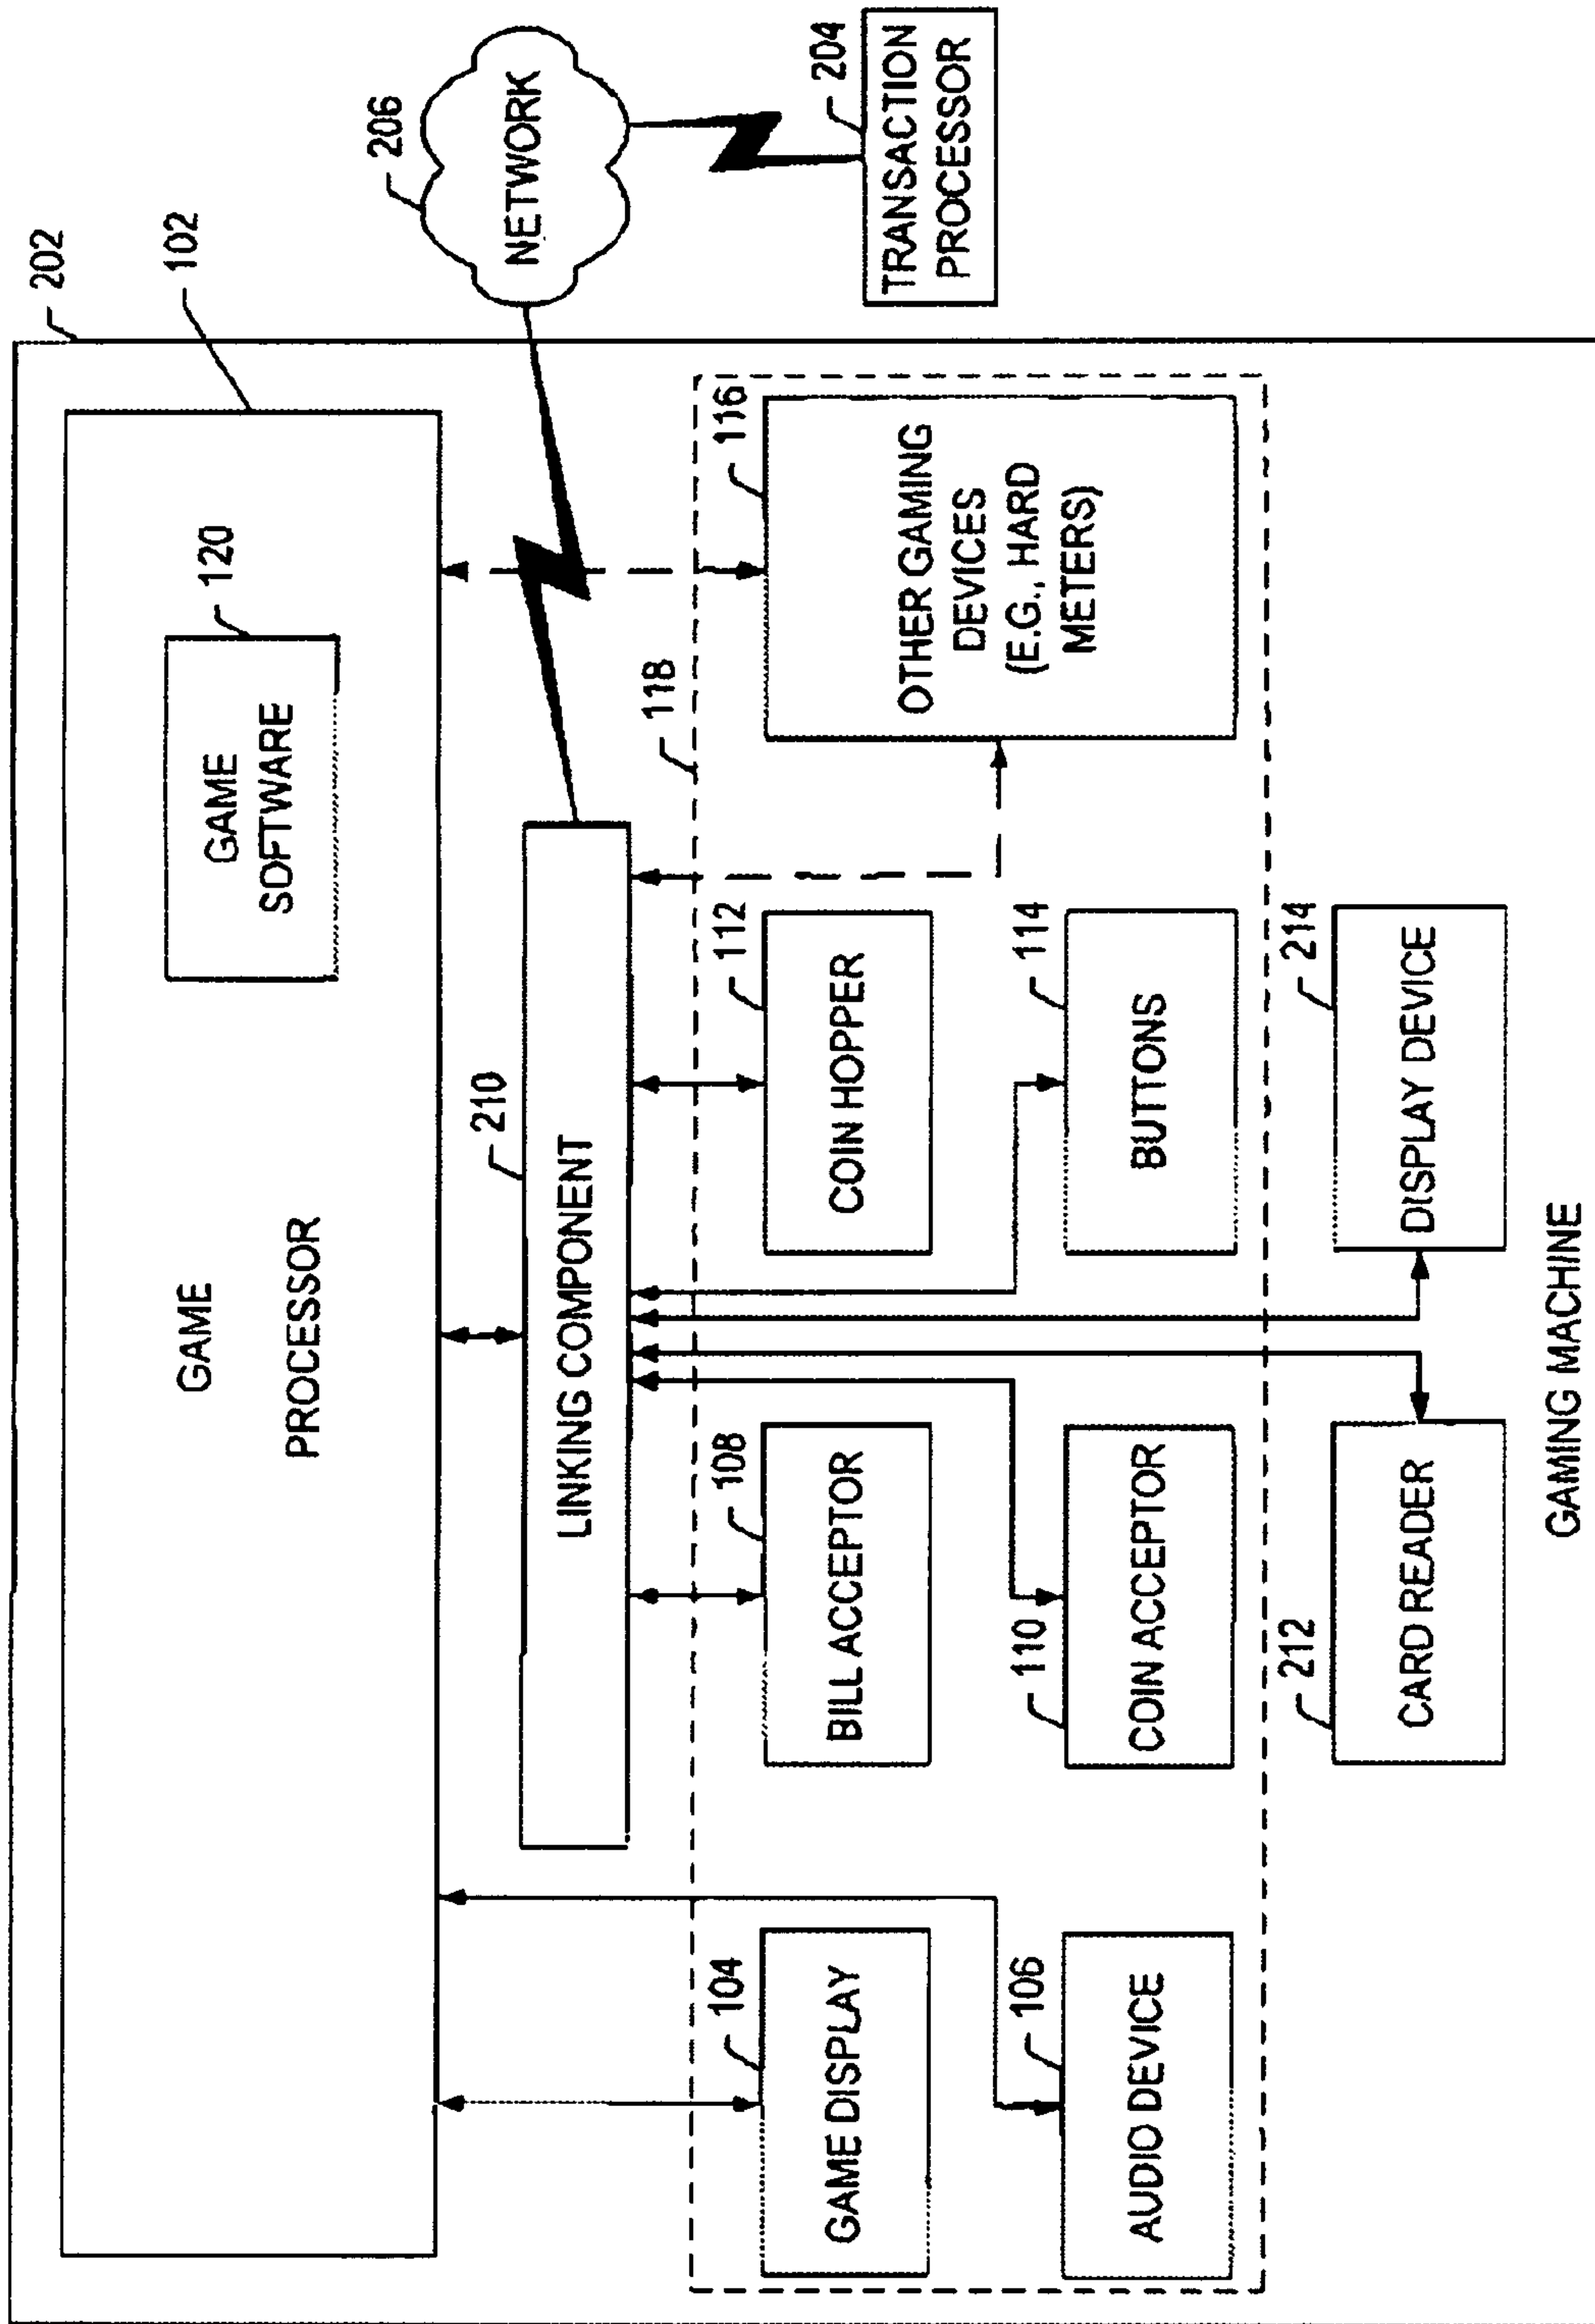 202
102
GAME
PROCESSOR
120
GAME
SOFTWARE
206
NETWORK
204
TRANSACTION
PROCESSOR
210
LINKING COMPONENT
118
104
GAME DISPLAY
108
BILL ACCEPTOR
112
COIN HOPPER
116
OTHER GAMING
DEVICES
(E.G., HARD
METERS)
106
AUDIO DEVICE
110
COIN ACCEPTOR
114
BUTTONS
212
CARD READER
214
DISPLAY DEVICE
GAMING MACHINE